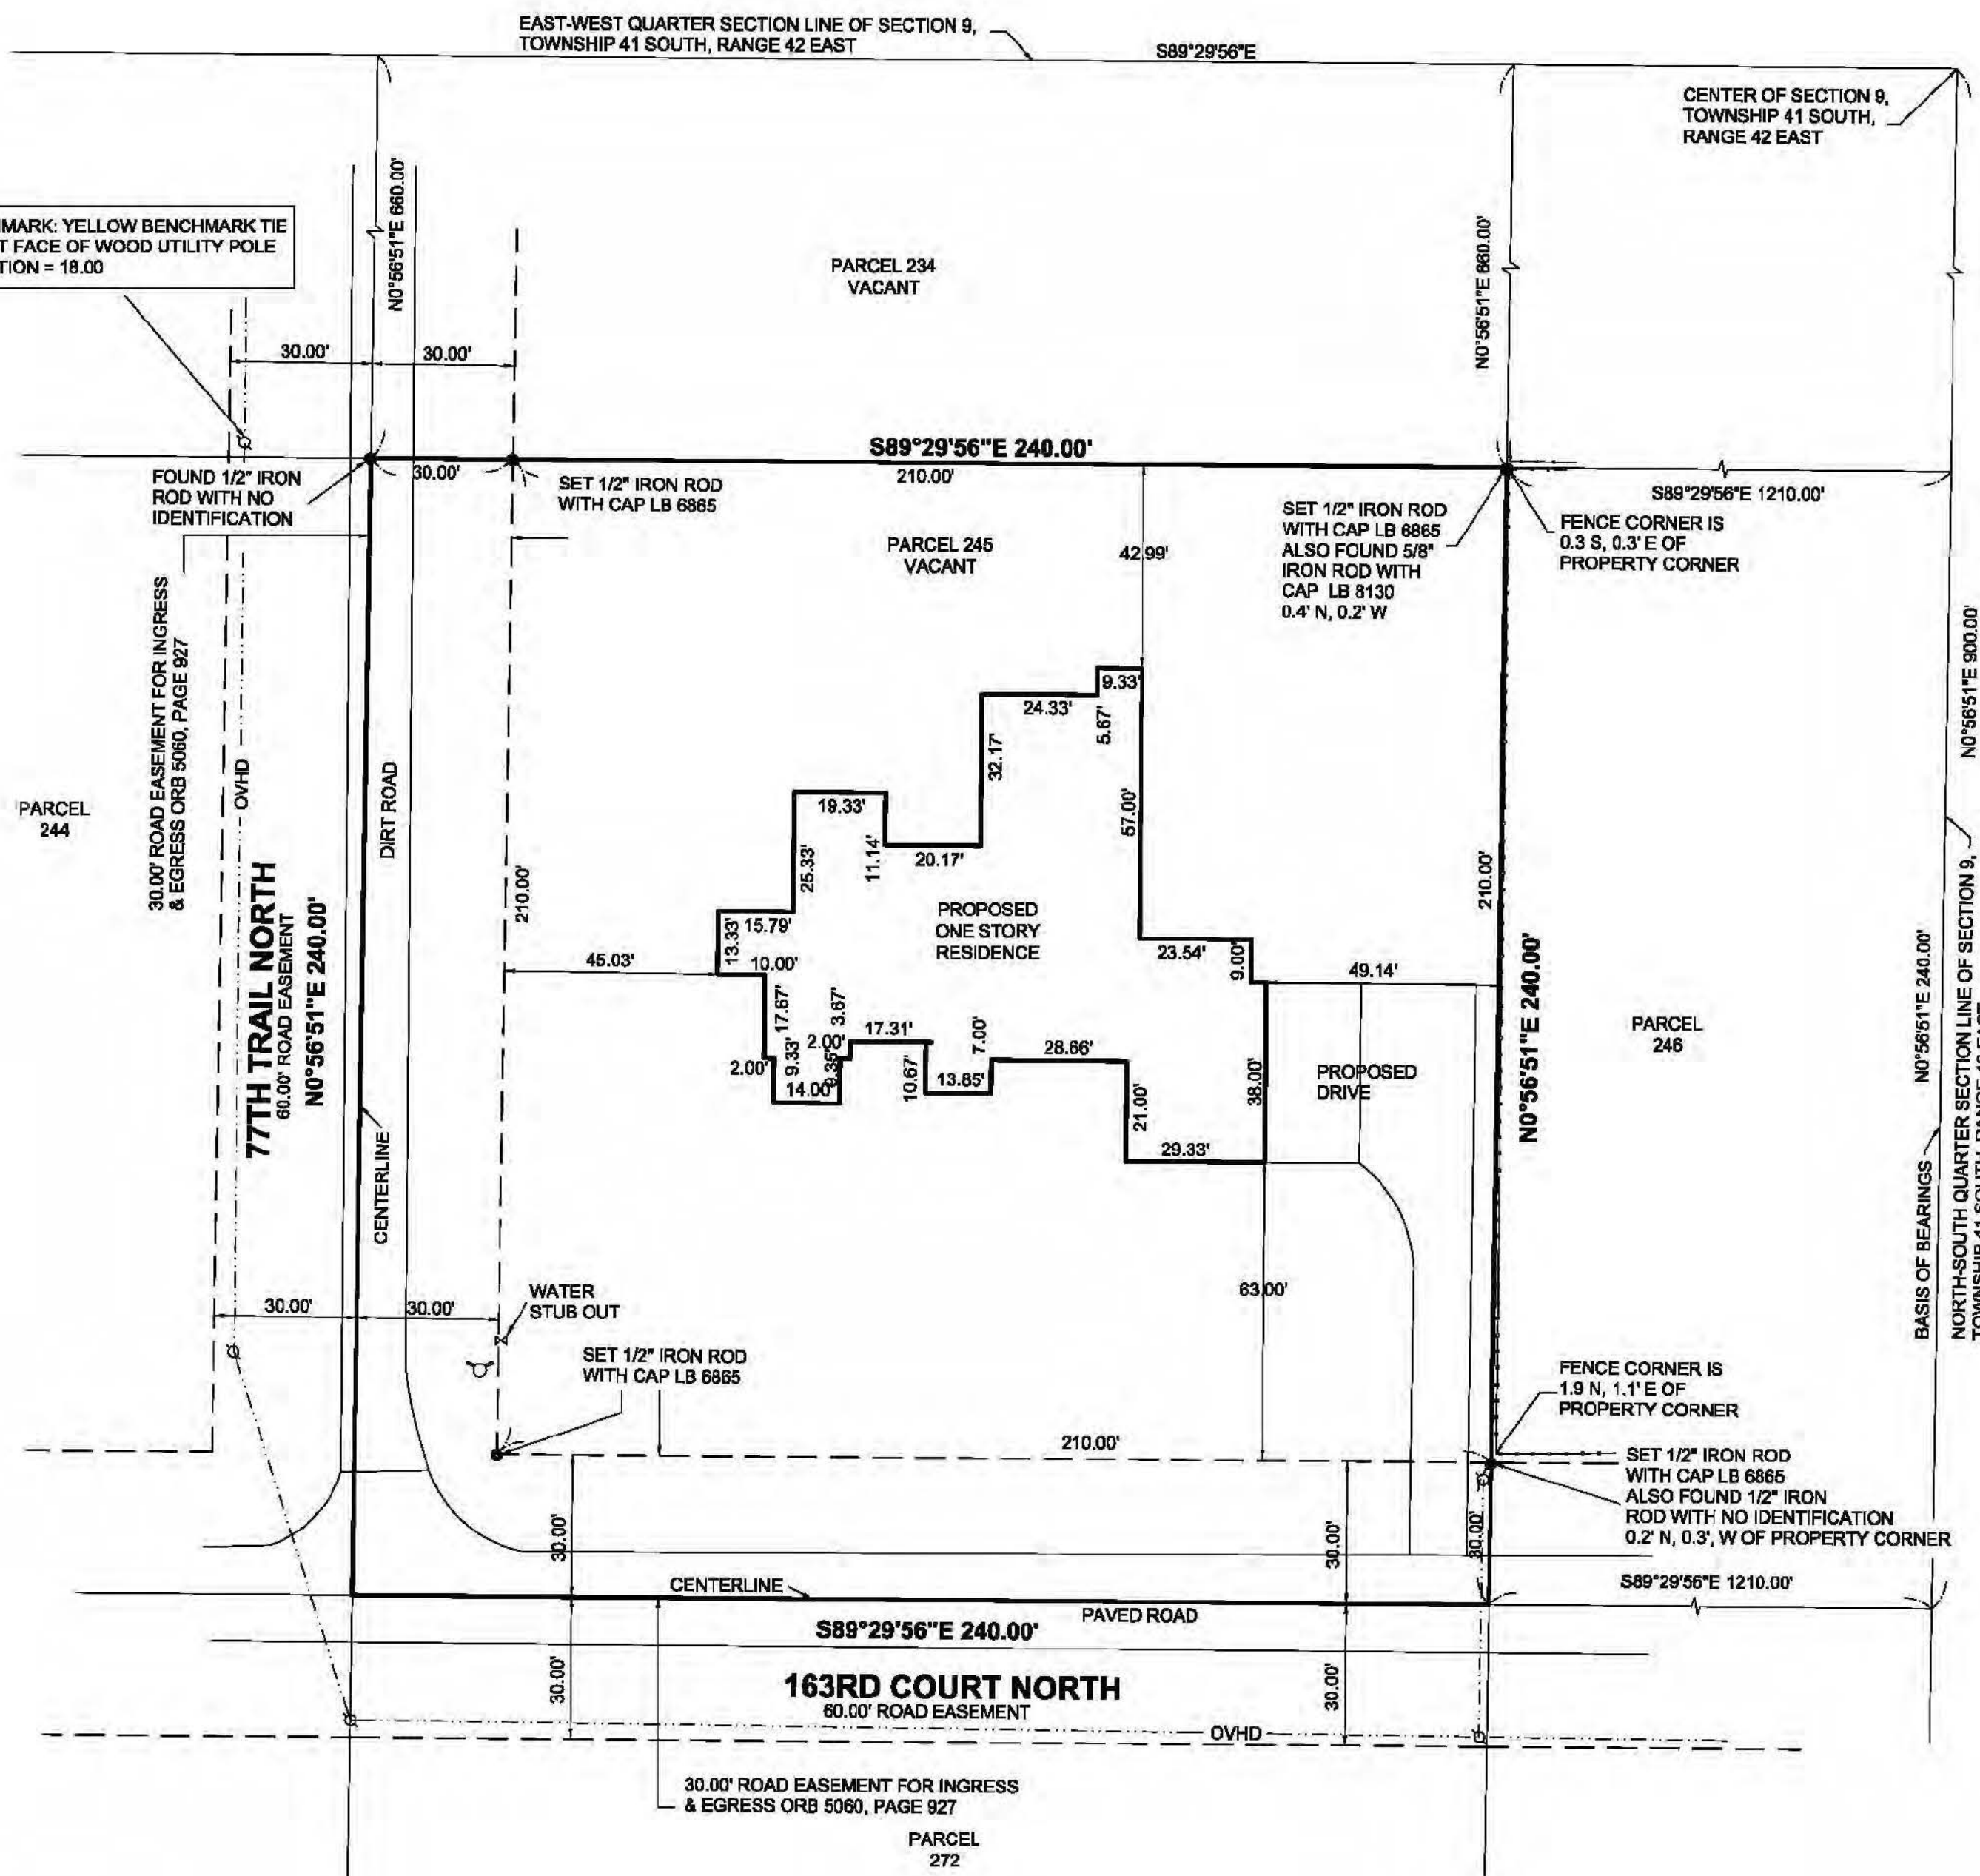 EAST-WEST QUARTER SECTION LINE OF SECTION 9,
TOWNSHIP 41 SOUTH, RANGE 42 EAST
S89°29'56"E
CENTER OF SECTION 9,
TOWNSHIP 41 SOUTH,
RANGE 42 EAST
N0°56'51"E 660.00'
N0°56'51"E 660.00'
MARK: YELLOW BENCHMARK TIE
FACE OF WOOD UTILITY POLE
TION = 18.00
PARCEL 234
VACANT
30.00'
30.00'
S89°29'56"E 240.00'
30.00'
210.00'
S89°29'56"E 1210.00'
FOUND 1/2" IRON
ROD WITH NO
IDENTIFICATION
SET 1/2" IRON ROD
WITH CAP LB 6865
SET 1/2" IRON ROD
WITH CAP LB 6865
ALSO FOUND 5/8"
IRON ROD WITH
CAP LB 8130
0.4' N, 0.2' W
FENCE CORNER IS
0.3 S, 0.3' E OF
PROPERTY CORNER
PARCEL 245
VACANT
42.99'
30.00' ROAD EASEMENT FOR INGRESS
& EGRESS ORB 5060, PAGE 927
N0°56'51"E 900.00'
9.33'
24.33'
5.67'
32.17'
57.00'
19.33'
11.14'
20.17'
25.33'
PARCEL
244
OVHD
DIRT ROAD
77TH TRAIL NORTH
60.00' ROAD EASEMENT
N0°56'51"E 240.00'
210.00'
210.00'
PROPOSED
ONE STORY
RESIDENCE
15.79'
13.33'
10.00'
45.03'
23.54'
9.00'
49.14'
17.67'
3.67'
2.00'
17.31'
7.00'
28.66'
2.00'
9.33'
9.35'
14.00'
10.67'
13.85'
21.00'
38.00'
29.33'
PROPOSED
DRIVE
N0°56'51"E 240.00'
PARCEL
246
N0°56'51"E 240.00'
BASIS OF BEARINGS
NORTH-SOUTH QUARTER SECTION LINE OF SECTION 9,
TOWNSHIP 41 SOUTH, RANGE 42 EAST
CENTERLINE
30.00'
30.00'
WATER
STUB OUT
63.00'
SET 1/2" IRON ROD
WITH CAP LB 6865
FENCE CORNER IS
1.9 N, 1.1' E OF
PROPERTY CORNER
210.00'
SET 1/2" IRON ROD
WITH CAP LB 6865
ALSO FOUND 1/2" IRON
ROD WITH NO IDENTIFICATION
0.2' N, 0.3', W OF PROPERTY CORNER
30.00'
30.00'
30.00'
CENTERLINE
PAVED ROAD
S89°29'56"E 1210.00'
S89°29'56"E 240.00'
163RD COURT NORTH
60.00' ROAD EASEMENT
30.00'
30.00'
OVHD
30.00' ROAD EASEMENT FOR INGRESS
& EGRESS ORB 5060, PAGE 927
PARCEL
272